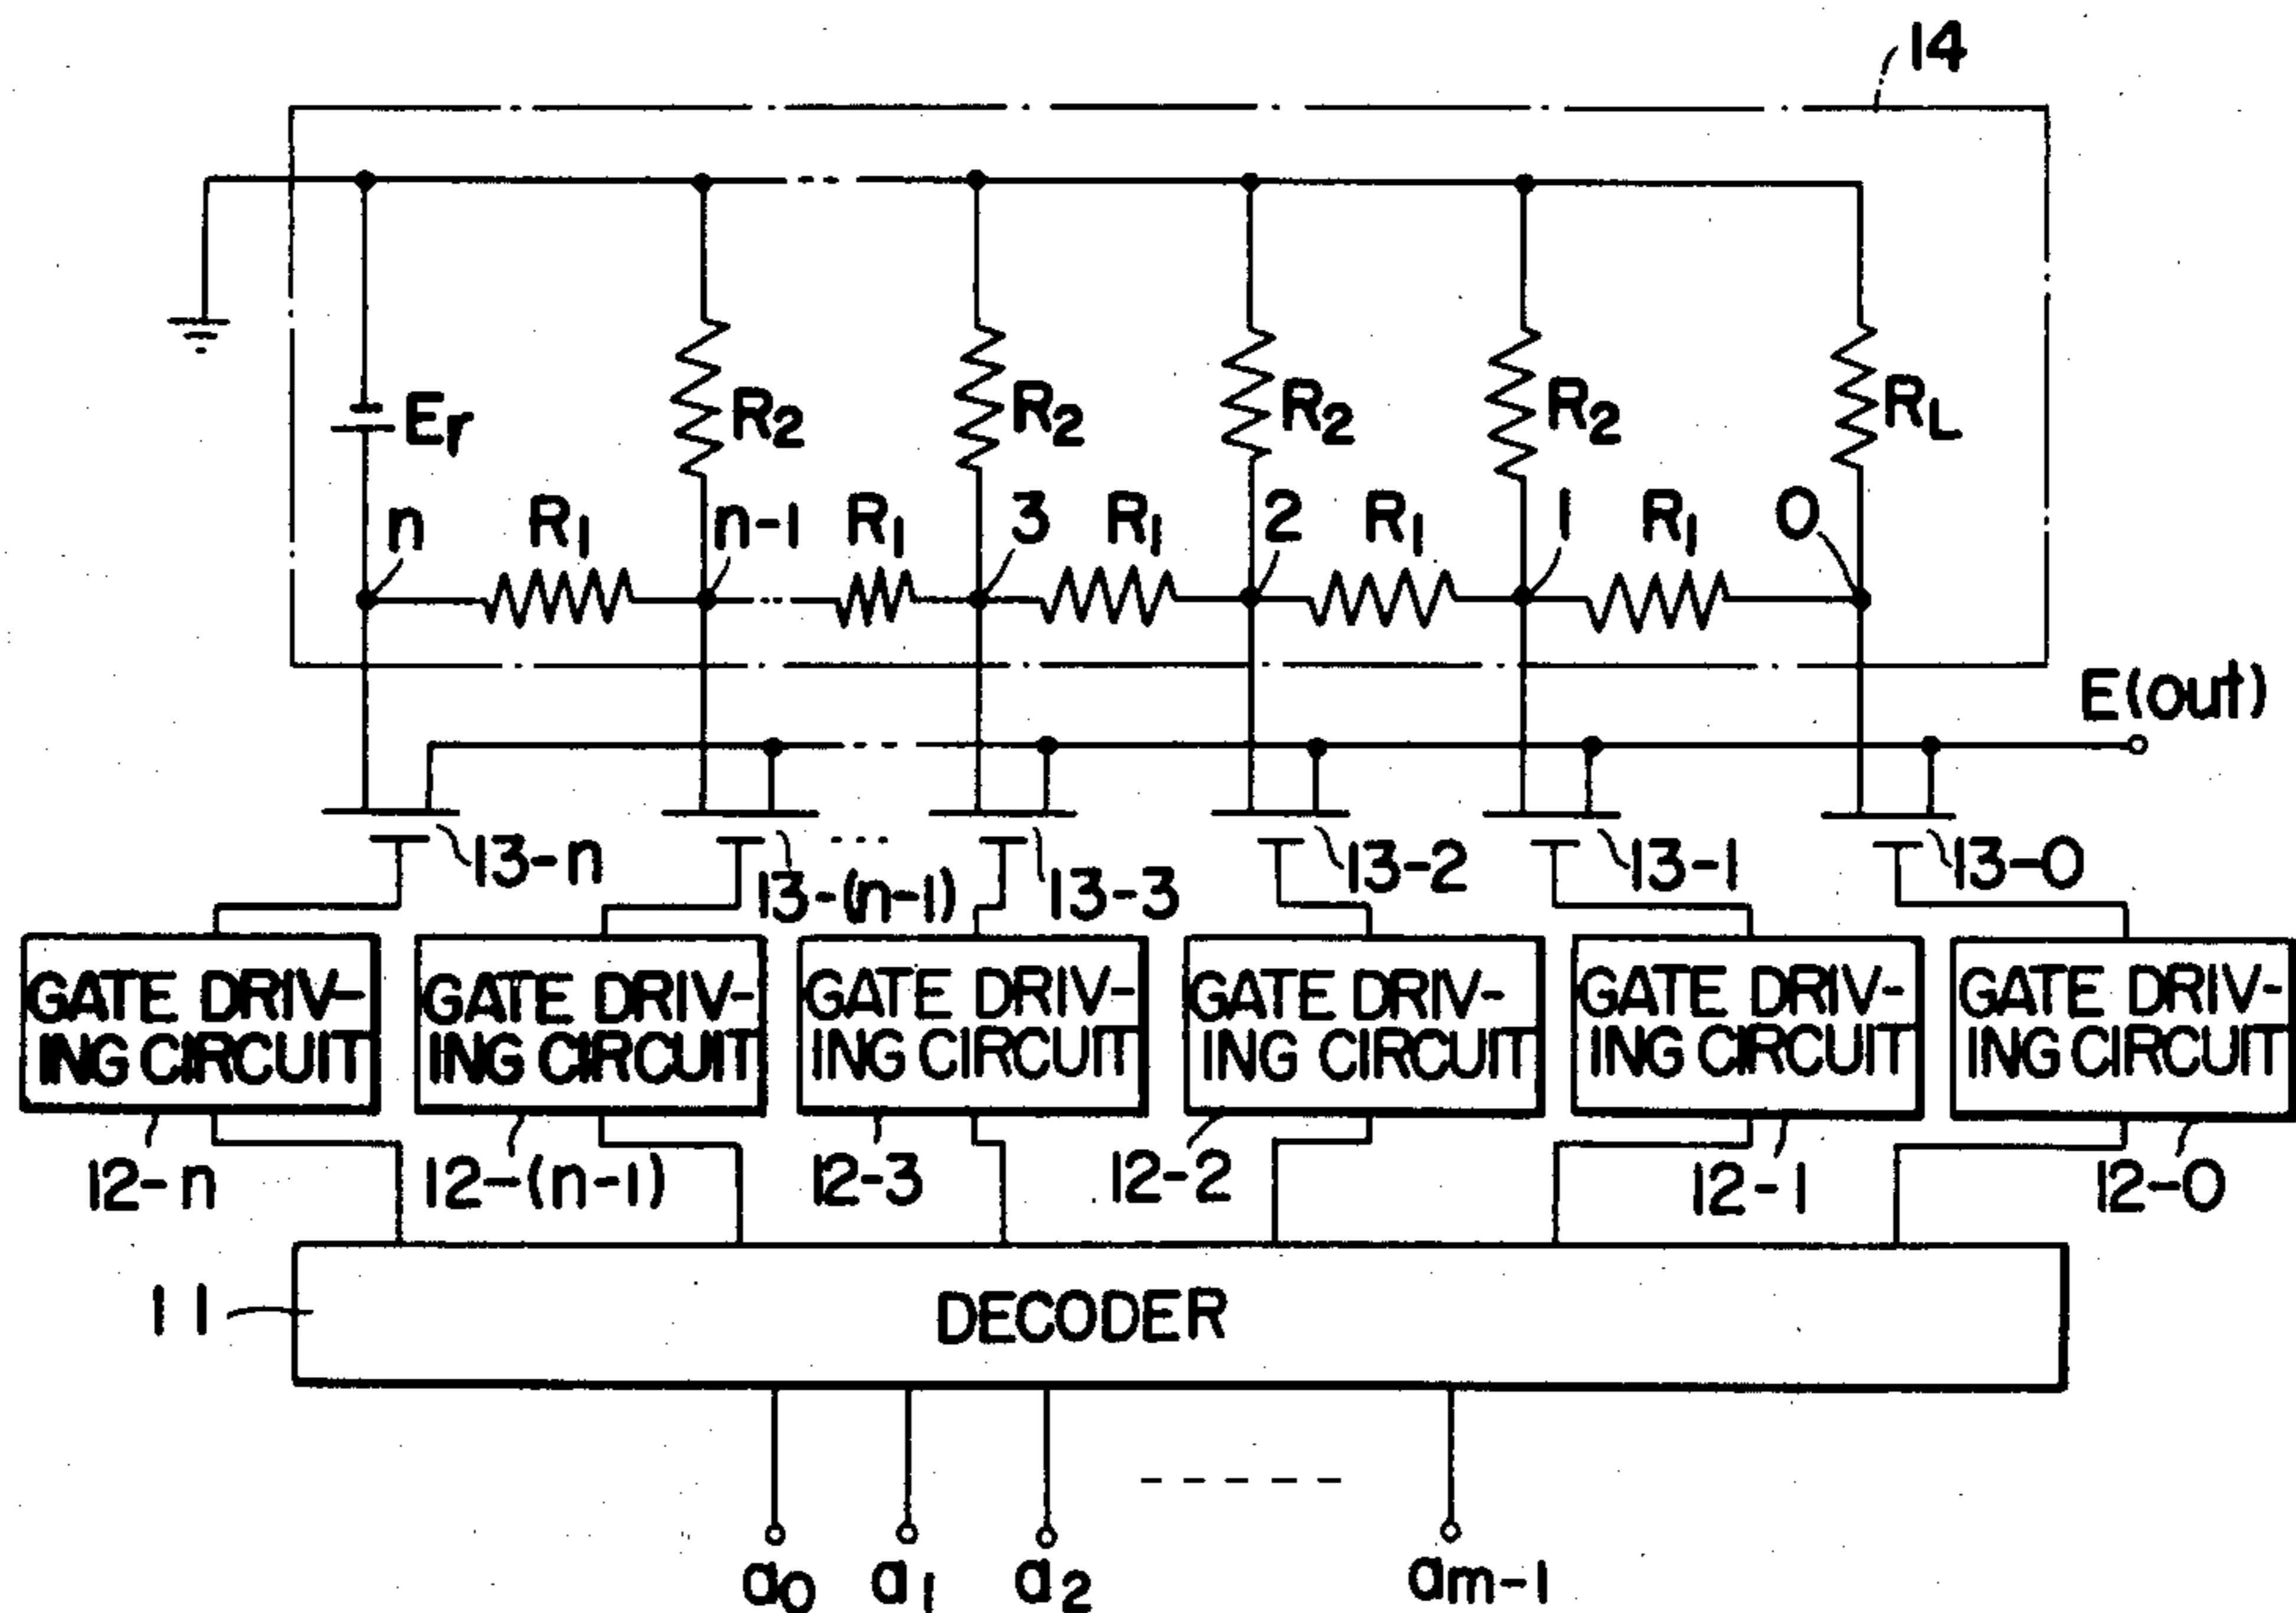 14
Er
R2
R2
R2
R2
RL
n
R1
n-1
R1
3
R1
2
R1
1
R1
0
E(out)
13-n
13-(n-1)
13-3
13-2
13-1
13-0
GATE DRIV-
ING CIRCUIT
GATE DRIV-
ING CIRCUIT
GATE DRIV-
ING CIRCUIT
GATE DRIV-
ING CIRCUIT
GATE DRIV-
ING CIRCUIT
GATE DRIV-
ING CIRCUIT
12-n
12-(n-1)
12-3
12-2
12-1
12-0
11
DECODER
a0
a1
a2
am-1